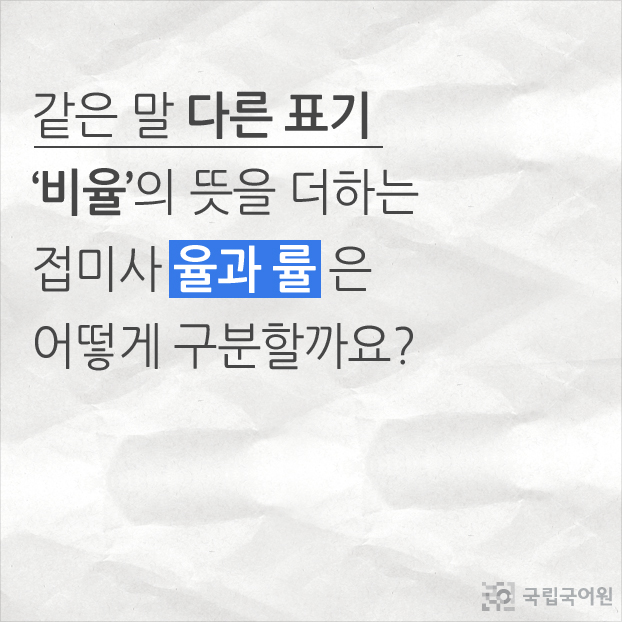 같은 말 다른 표기
‘비율’의 뜻을 더하는
접미사 율과 률 은
어떻게 구분할까요?
국립국어원